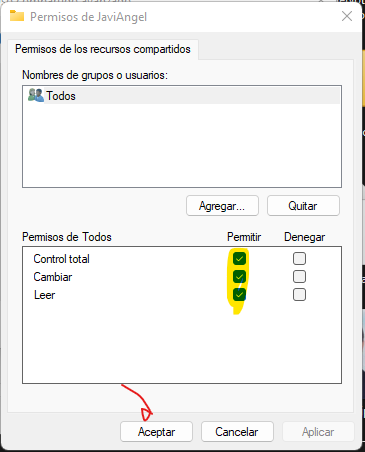 Permisos de JaviAngel
Permisos de los recursos compartidos
Nombres de grupos o usuarios:
Todos
Agregar...
Quitar
Permisos de Todos Permitir Denegar
Control total
Cambiar
Leer
Aceptar
Cancelar
Aplicar